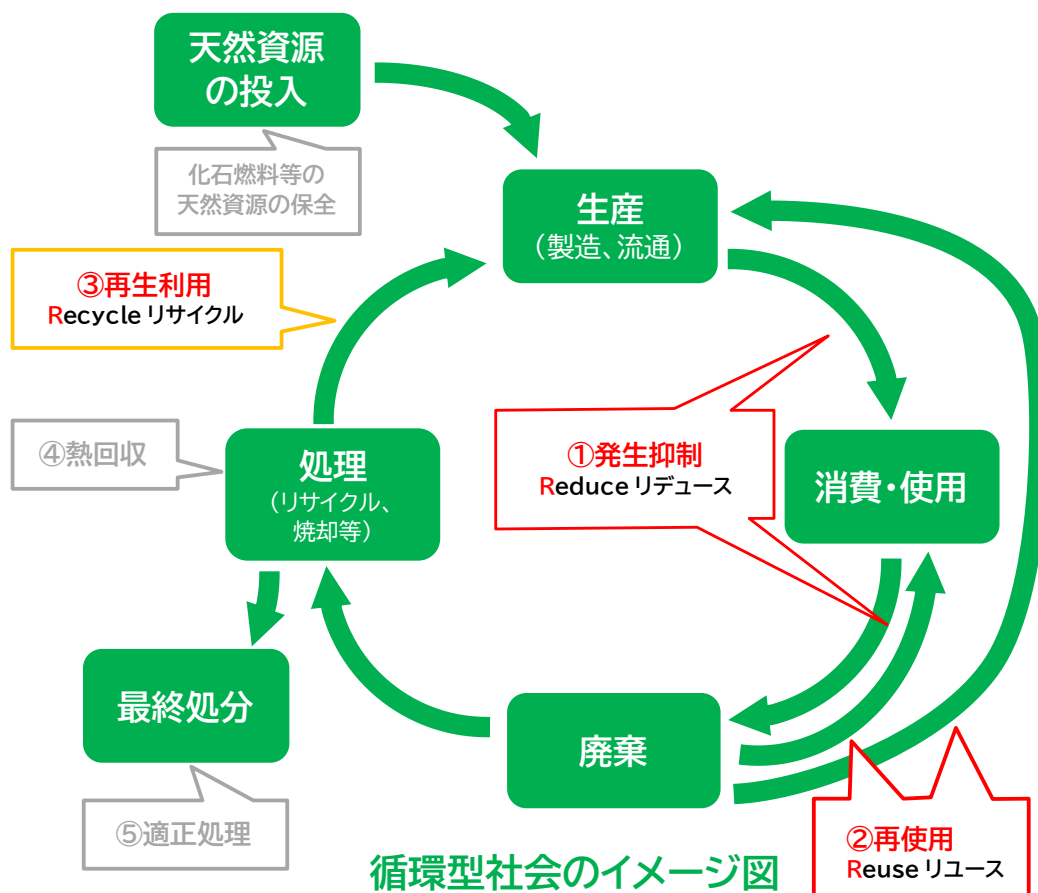 天然資源
の投入
化石燃料等の
天然資源の保全
生産
（製造、流通）
③再生利用
Recycle リサイクル
④熱回収
処理
（リサイクル、
焼却等）
①発生抑制
Reduce リデュース
消費・使用
最終処分
廃棄
⑤適正処理
②再使用
Reuse リユース
循環型社会のイメージ図